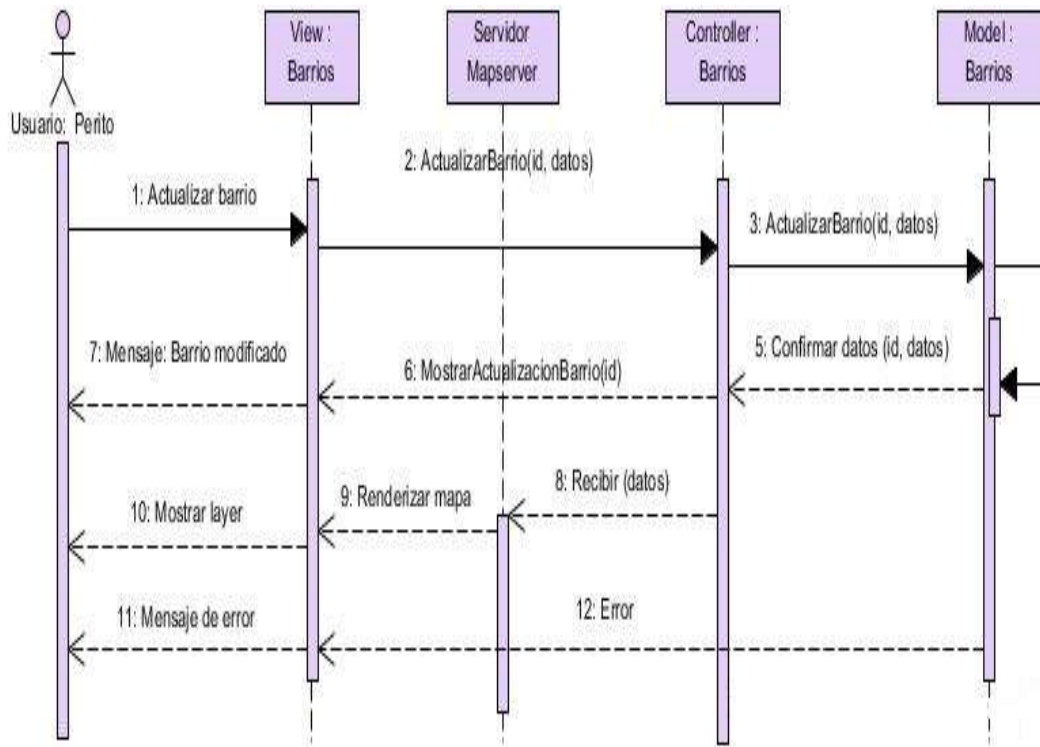 View :
Barrios
Servidor
Mapserver
Controller :
Barrios
Model :
Barrios
Usuario: Perito
1: Actualizar barrio
2: ActualizarBarrio(id, datos)
3: ActualizarBarrio(id, datos)
5: Confirmar datos (id, datos)
6: MostrarActualizacionBarrio(id)
7: Mensaje: Barrio modificado
8: Recibir (datos)
9: Renderizar mapa
10: Mostrar layer
11: Mensaje de error
12: Error